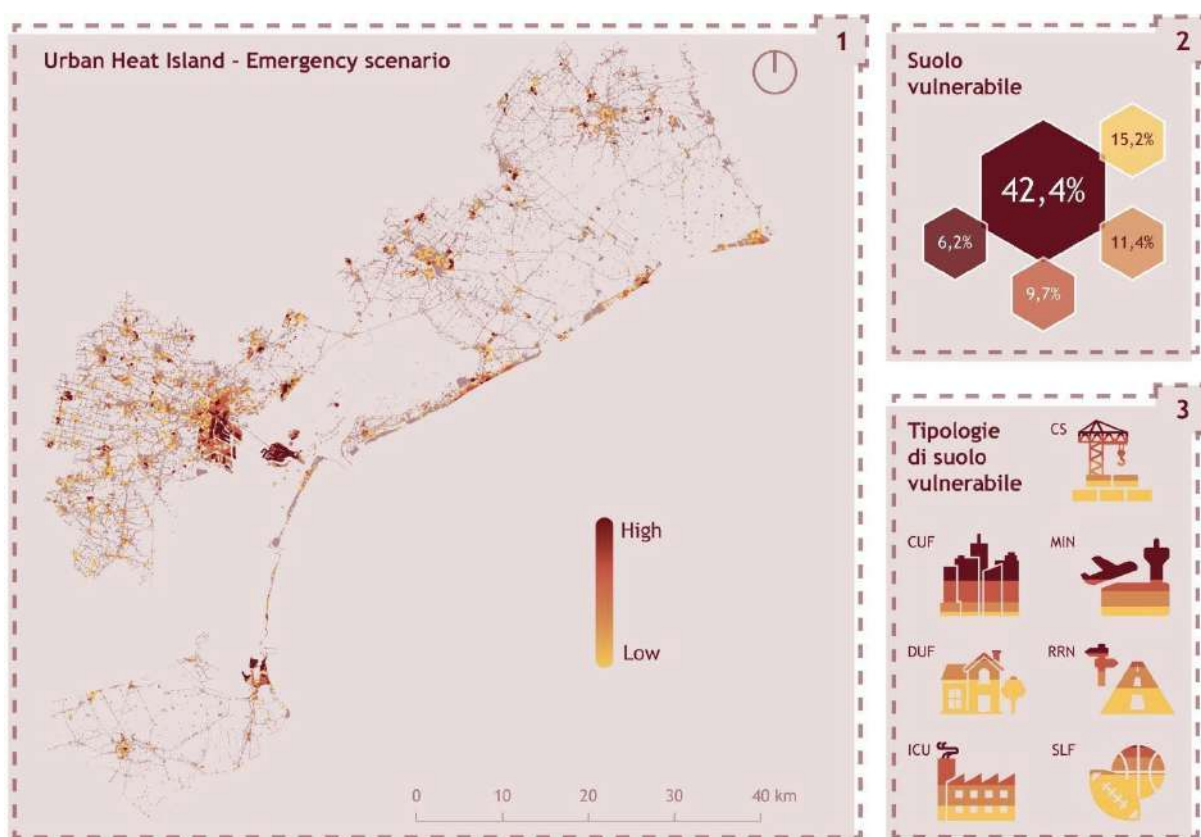 1
Urban Heat Island - Emergency scenario
High
Low
0 10 20 30 40 km
2
Suolo
vulnerabile
15,2%
42,4%
6,2%
11,4%
9,7%
3
Tipologie
di suolo
vulnerabile
CS
CUF
MIN
DUF
RRN
ICU
SLF